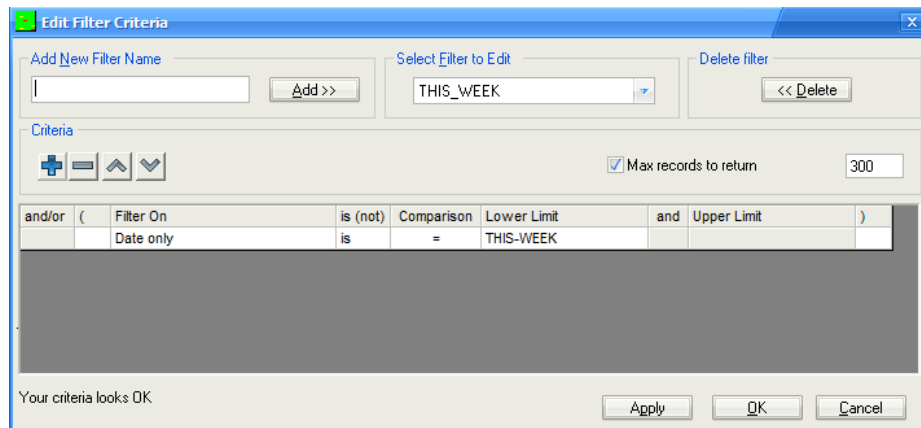 Edit Filter Criteria
Add New Filter Name
Select Filter to Edit
Delete filter
Add >>
THIS_WEEK
<< Delete
Criteria
Max records to return
300
and/or ( Filter On is (not) Comparison Lower Limit and Upper Limit )
Date only is = THIS-WEEK
Your criteria looks OK
Apply
OK
Cancel